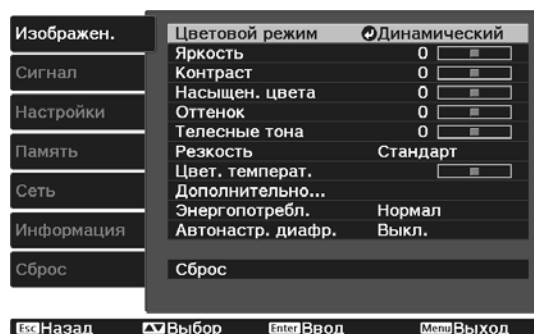 Изображен.
Сигнал
Настройки
Память
Сеть
Информация
Сброс
Цветовой режим Динамический
Яркость 0
Контраст 0
Насыщен. цвета 0
Оттенок 0
Телесные тона 0
Резкость Стандарт
Цвет. температ.
Дополнительно...
Энергопотребл. Нормал
Автонастр. диафр. Выкл.
Сброс
Esc Назад Выбор Enter Ввод Menu Выход